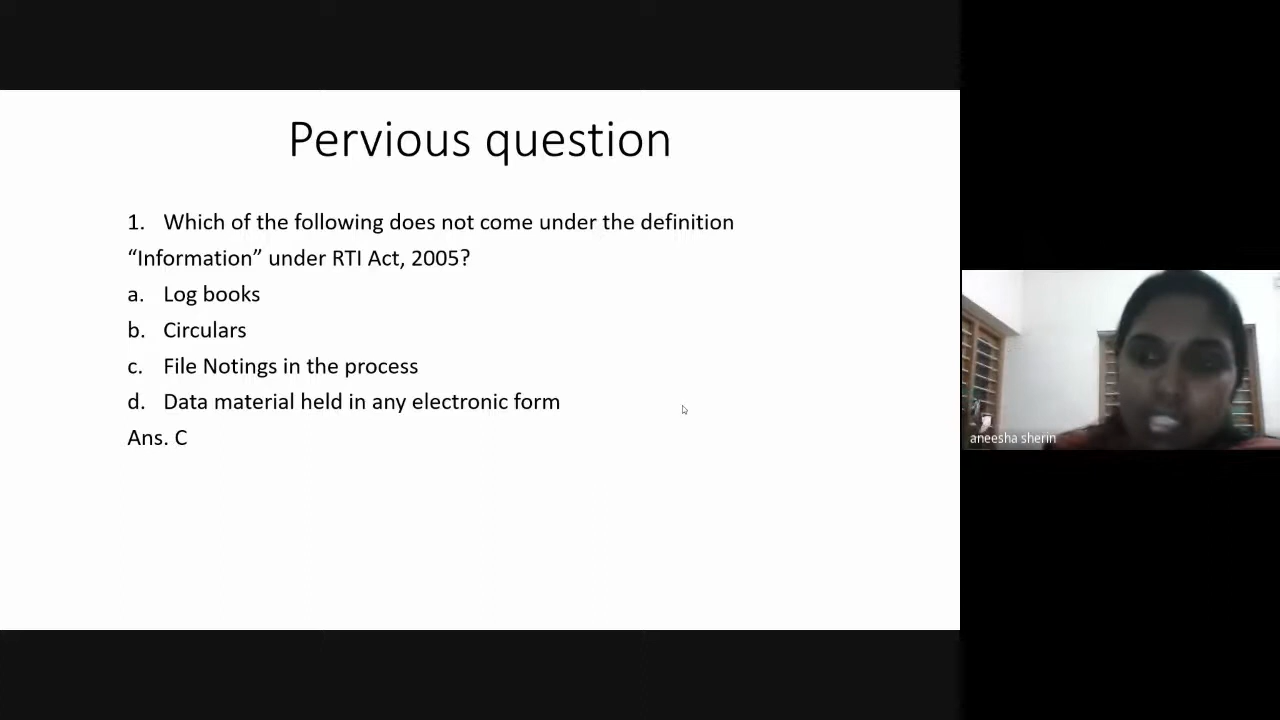 Pervious question
1. Which of the following does not come under the definition
“Information” under RTI Act, 2005?
a. Log books
b. Circulars
c. File Notings in the process
d. Data material held in any electronic form
Ans. C
aneesha sherin